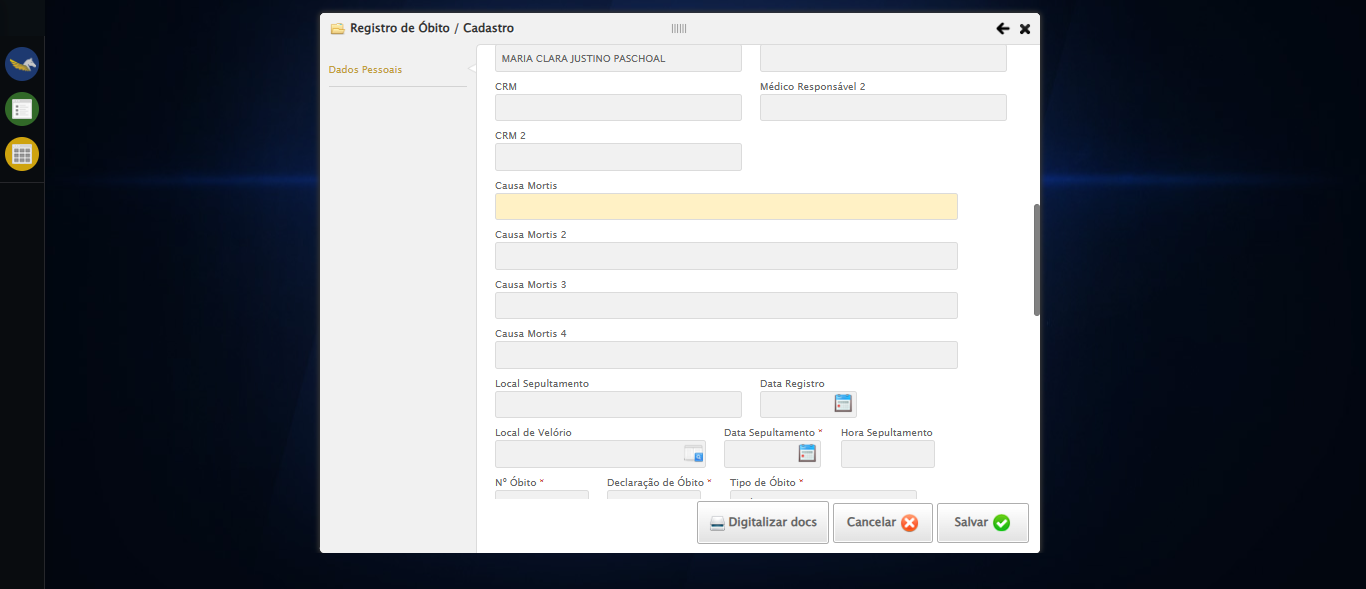 Registro de Óbito / Cadastro
Dados Pessoais
MARIA CLARA JUSTINO PASCHOAL
CRM
Médico Responsável 2
CRM 2
Causa Mortis
Causa Mortis 2
Causa Mortis 3
Causa Mortis 4
Local Sepultamento
Data Registro
Local de Velório
Data Sepultamento *
Hora Sepultamento
Nº Óbito *
Declaração de Óbito *
Tipo de Óbito *
Digitalizar docs
Cancelar
Salvar